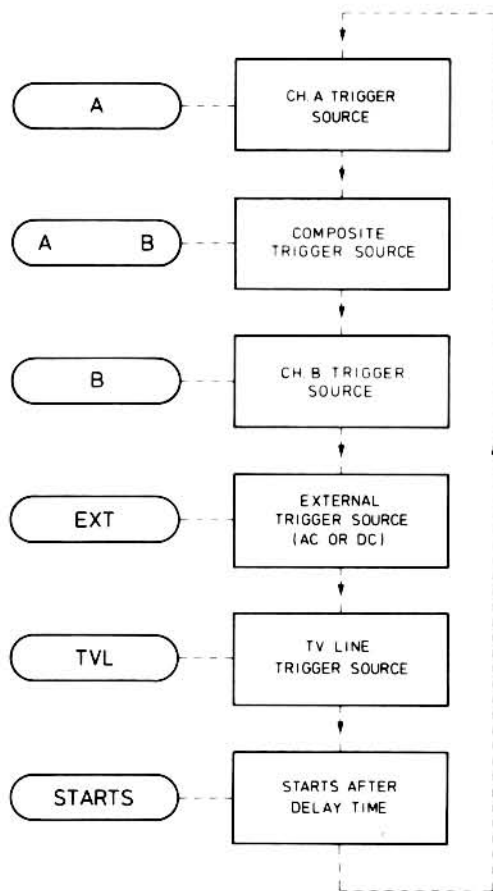 A
CH. A TRIGGER
SOURCE
A B
COMPOSITE
TRIGGER SOURCE
B
CH. B TRIGGER
SOURCE
EXT
EXTERNAL
TRIGGER SOURCE
(AC OR DC)
TVL
TV LINE
TRIGGER SOURCE
STARTS
STARTS AFTER
DELAY TIME